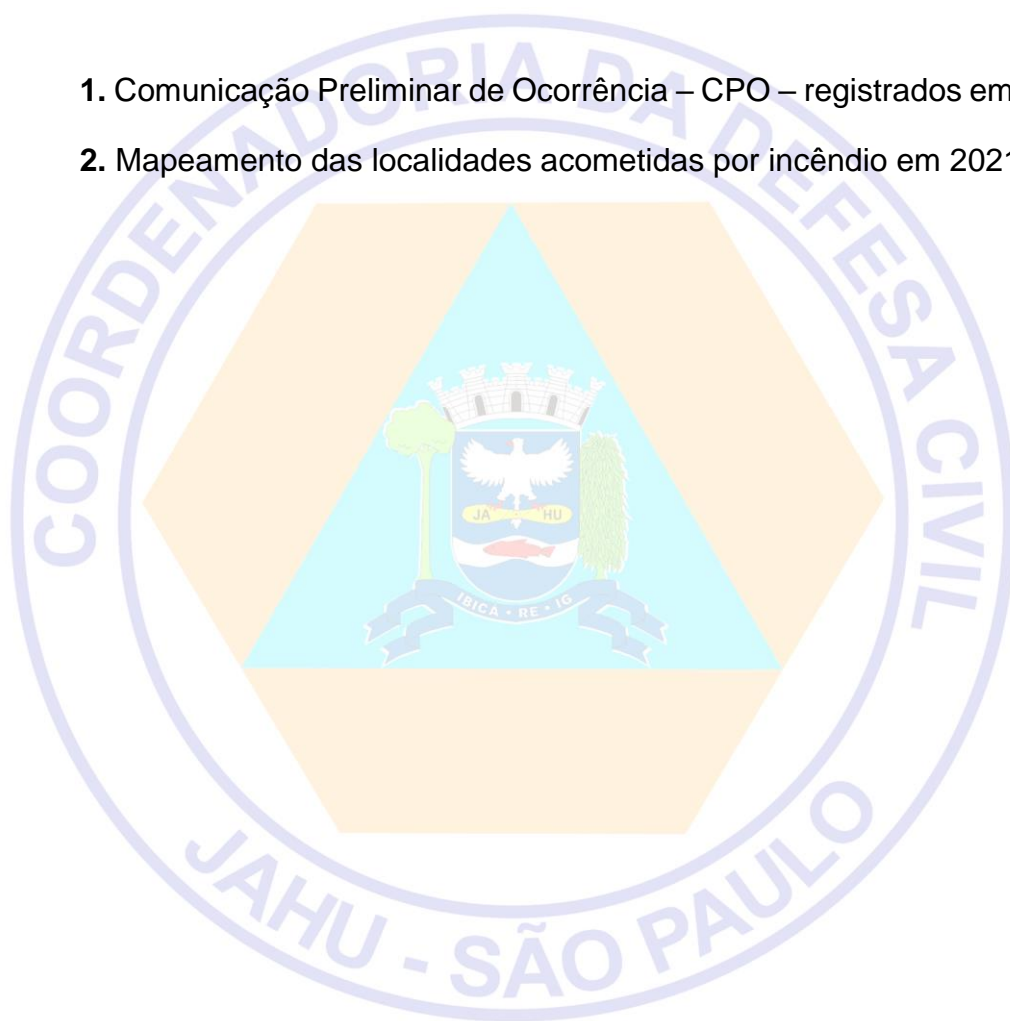 1. Comunicação Preliminar de Ocorrência – CPO – registrados em
2. Mapeamento das localidades acometidas por incêndio em 2021
COORDENADORIA DA DEFESA CIVIL
JA HU
IBICA • RE • IG
JAHU - SÃO PAULO